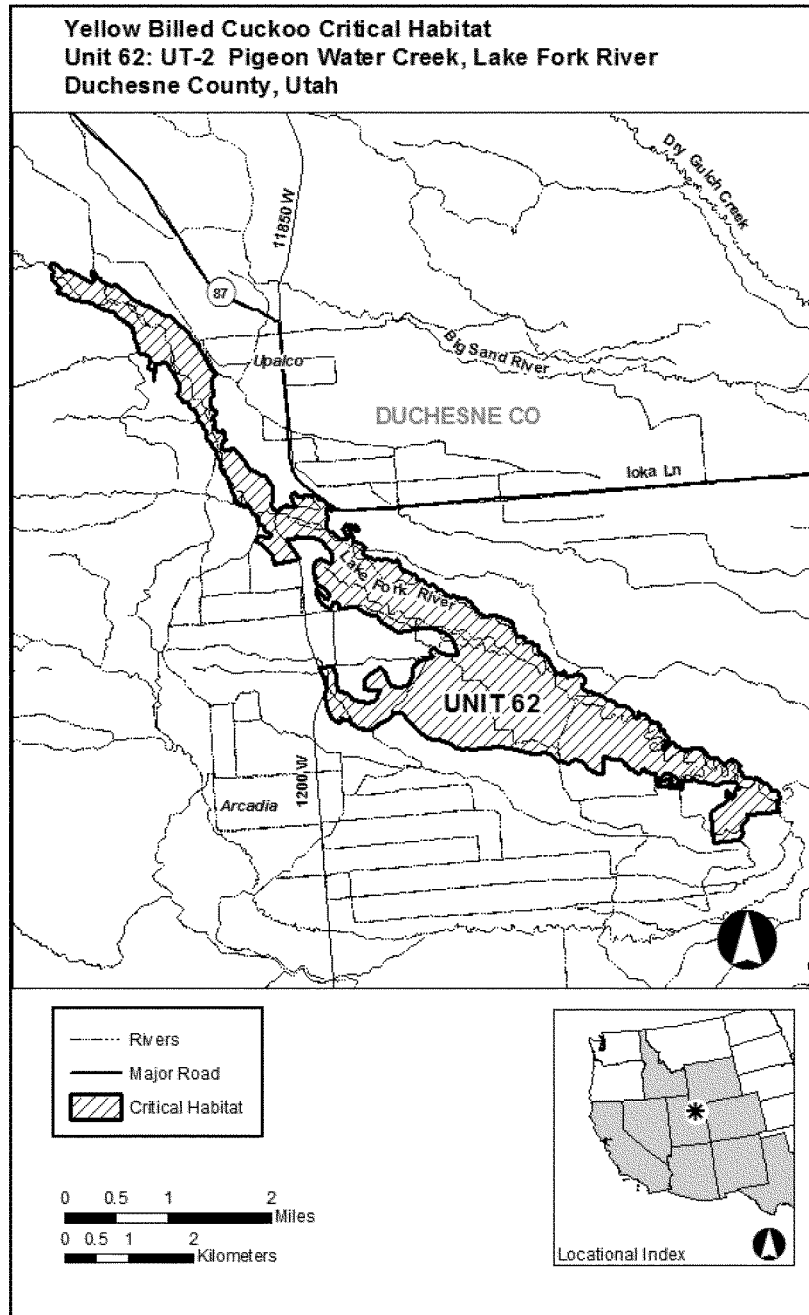 Yellow Billed Cuckoo Critical Habitat
Unit 62: UT-2 Pigeon Water Creek, Lake Fork River
Duchesne County, Utah
Dry Gulch Creek
11850 W
87
Big Sand River
Upalco
DUCHESNE CO
Ioka Ln
Lake Fork River
UNIT 62
1200 W
Arcadia
Rivers
Major Road
Critical Habitat
0 0.5 1 2
Miles
0 0.5 1 2
Kilometers
Locational Index